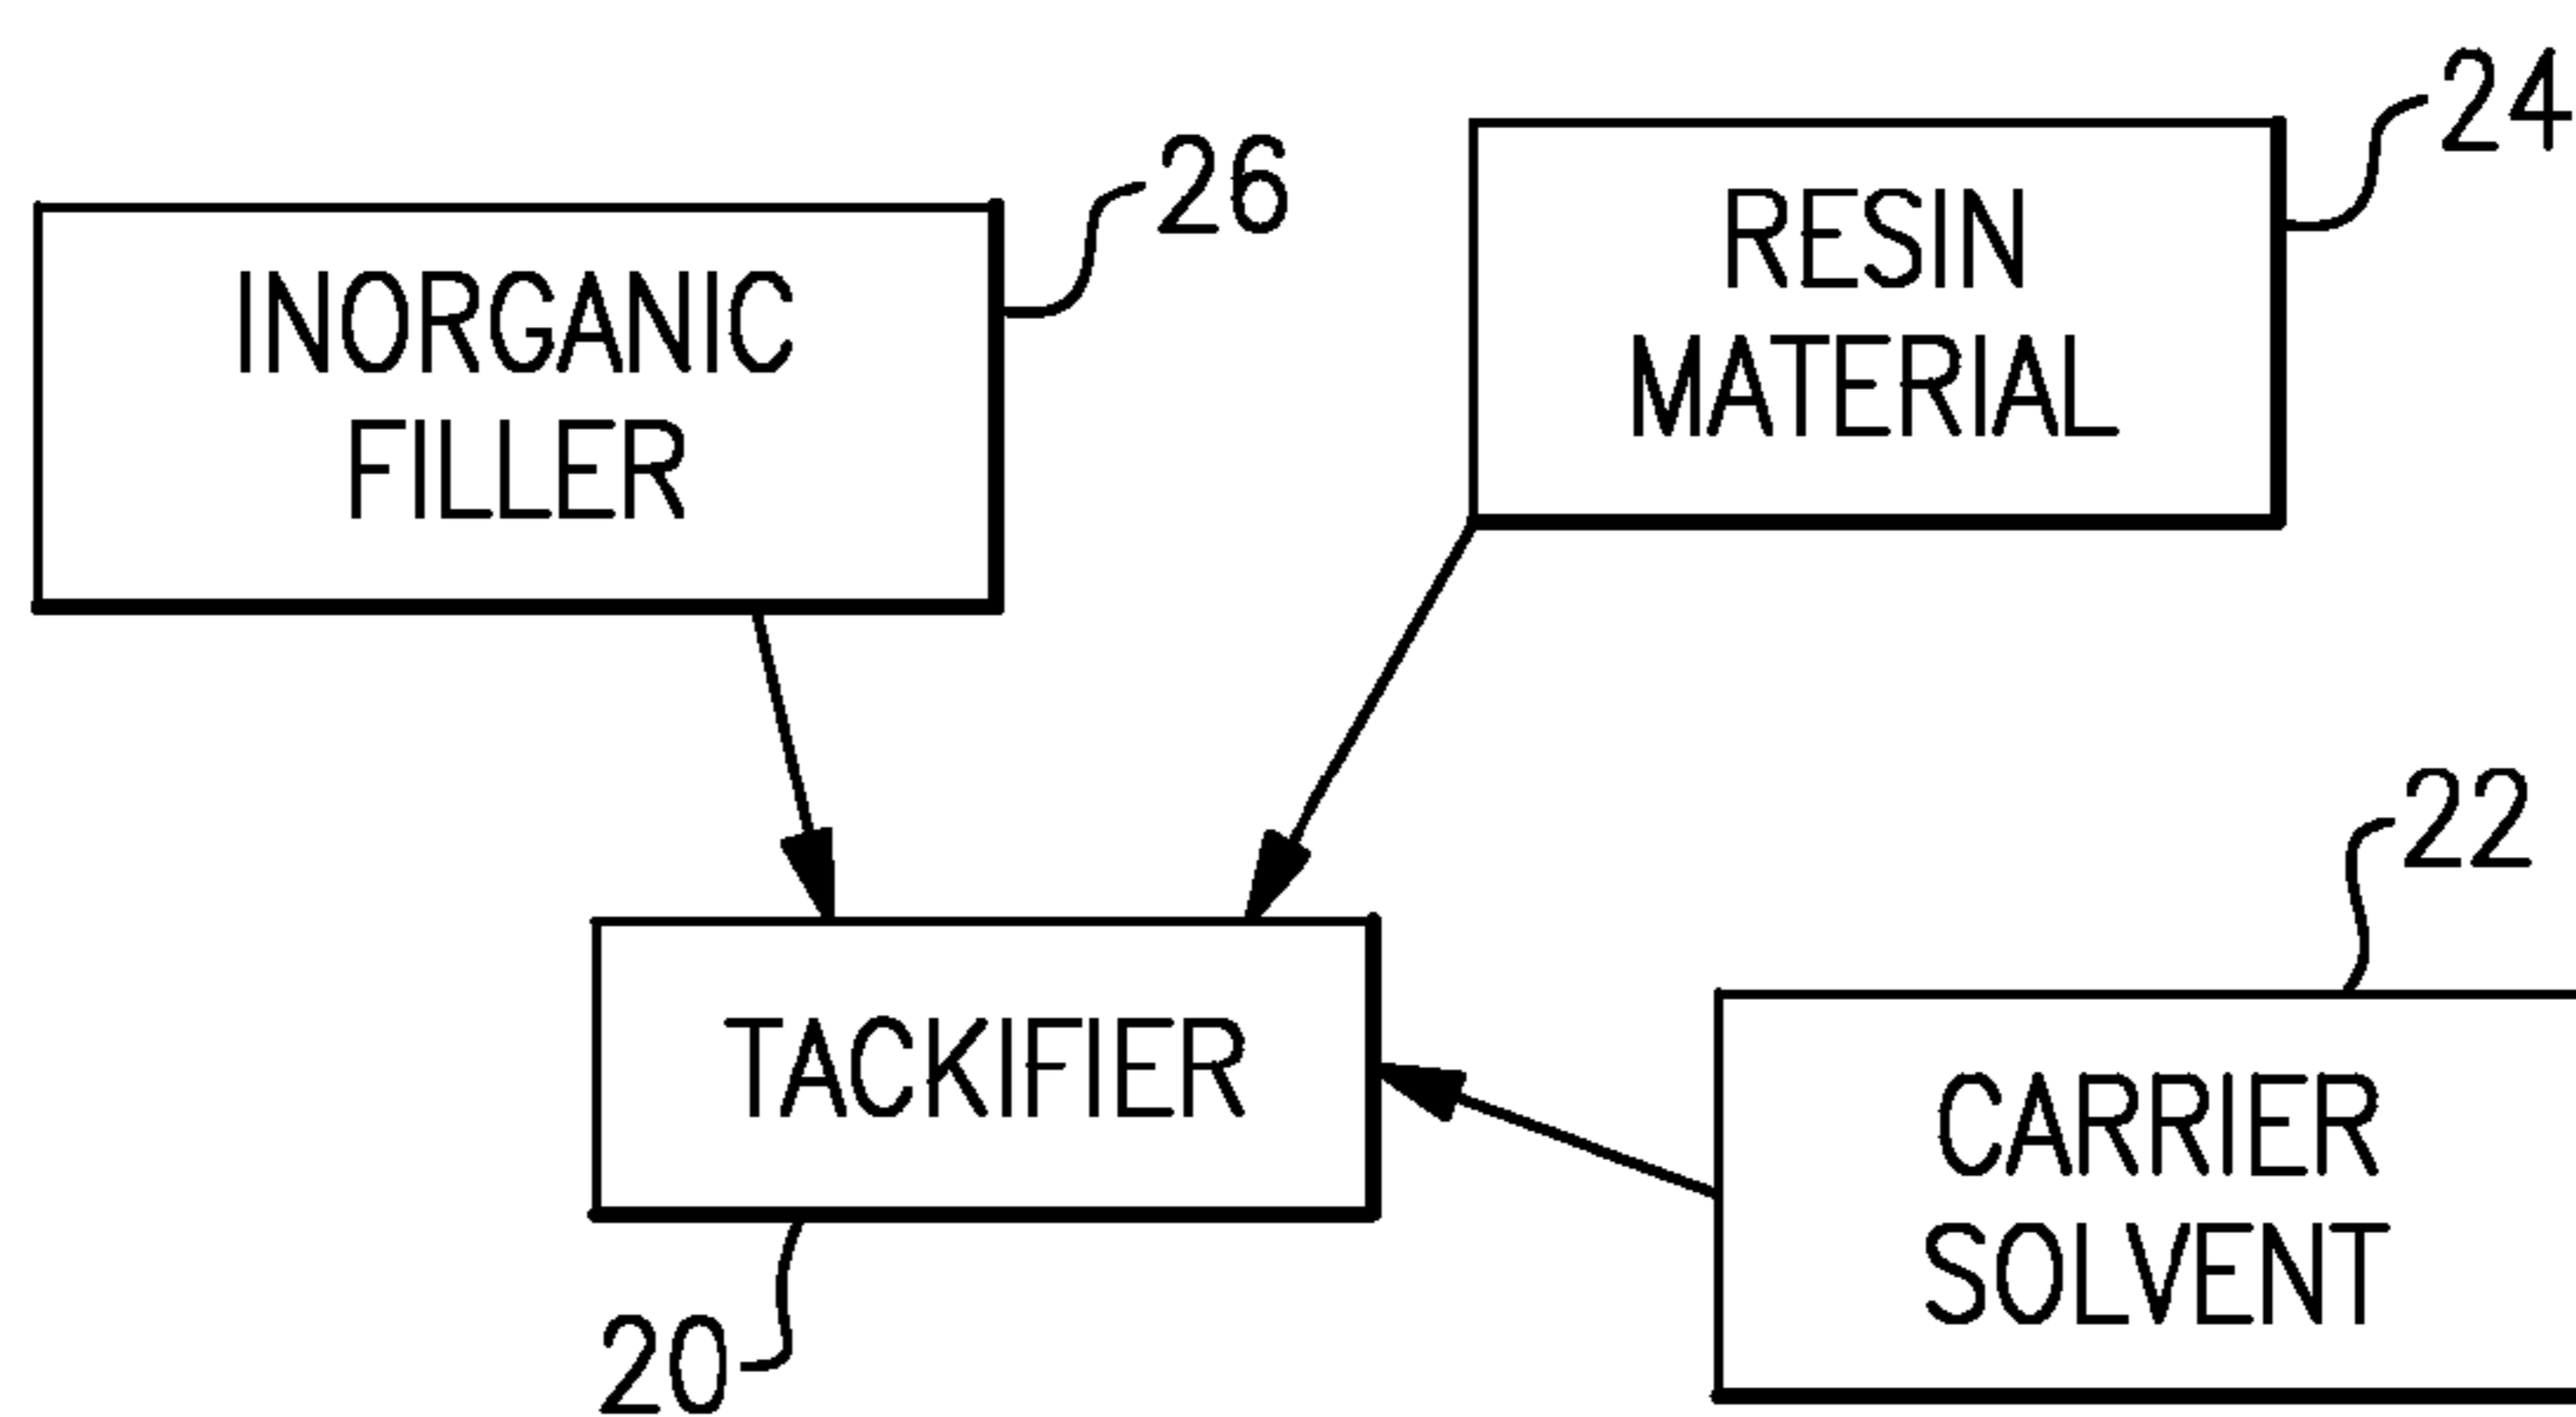 24
26
RESIN
MATERIAL
INORGANIC
FILLER
22
TACKIFIER
CARRIER
SOLVENT
20